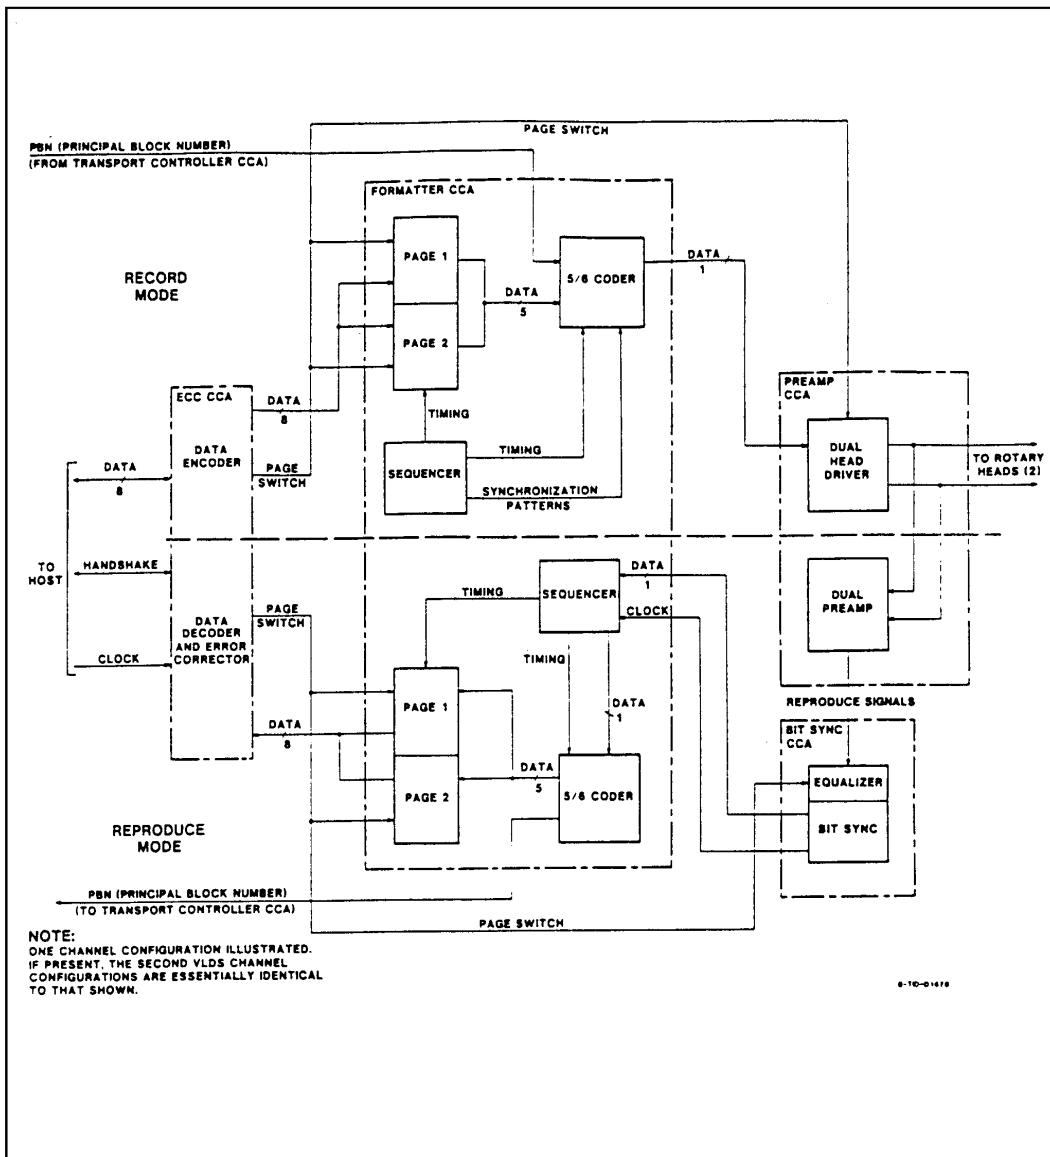 PAGE SWITCH
PBN (PRINCIPAL BLOCK NUMBER)
(FROM TRANSPORT CONTROLLER CCA)
FORMATTER CCA
RECORD
MODE
PAGE 1
PAGE 2
DATA
5
5/6 CODER
DATA
1
ECC CCA
DATA
8
DATA
ENCODER
PAGE
SWITCH
TIMING
SEQUENCER
TIMING
SYNCHRONIZATION
PATTERNS
PREAMP
CCA
DUAL
HEAD
DRIVER
TO ROTARY
HEADS (2)
DATA
8
TO
HOST
HANDSHAKE
CLOCK
DATA
DECODER
AND ERROR
CORRECTOR
PAGE
SWITCH
DATA
8
TIMING
SEQUENCER
DATA
1
CLOCK
DUAL
PREAMP
TIMING
DATA
1
PAGE 1
PAGE 2
DATA
5
5/6 CODER
REPRODUCE SIGNALS
BIT SYNC
CCA
EQUALIZER
BIT SYNC
REPRODUCE
MODE
PBN (PRINCIPAL BLOCK NUMBER)
(TO TRANSPORT CONTROLLER CCA)
PAGE SWITCH
NOTE:
ONE CHANNEL CONFIGURATION ILLUSTRATED.
IF PRESENT, THE SECOND VLDS CHANNEL
CONFIGURATIONS ARE ESSENTIALLY IDENTICAL
TO THAT SHOWN.